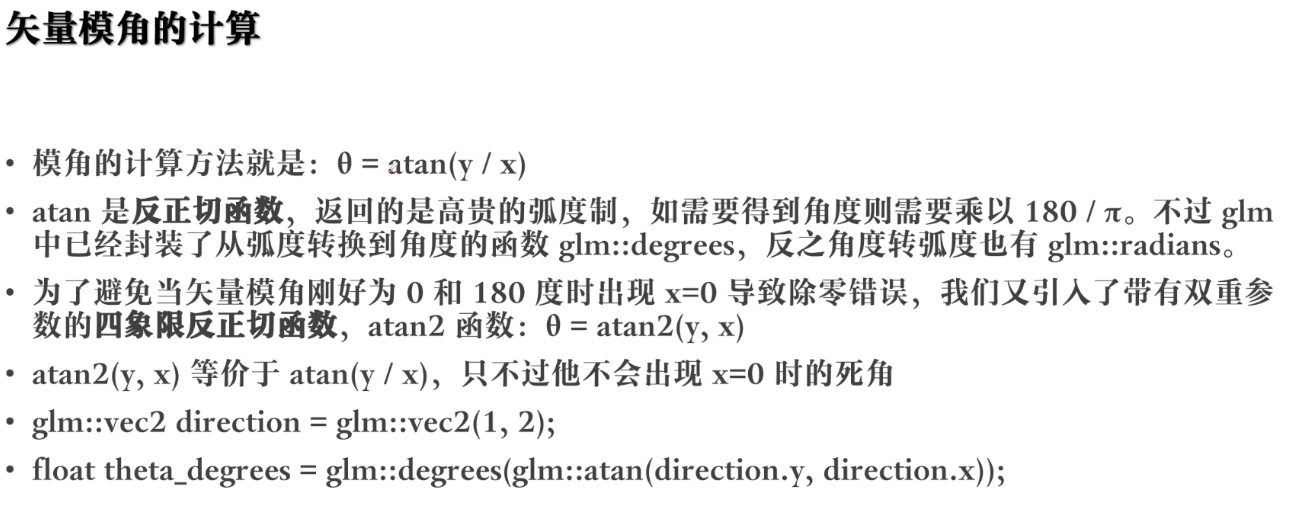 矢量模角的计算
• 模角的计算方法就是：θ = atan(y / x)
• atan 是反正切函数，返回的是高贵的弧度制，如需要得到角度则需要乘以 180 / π。不过 glm
中已经封装了从弧度转换到角度的函数 glm::degrees，反之角度转弧度也有 glm::radians。
• 为了避免当矢量模角刚好为 0 和 180 度时出现 x=0 导致除零错误，我们又引入了带有双重参
数的四象限反正切函数，atan2 函数：θ = atan2(y, x)
• atan2(y, x) 等价于 atan(y / x)，只不过他不会出现 x=0 时的死角
• glm::vec2 direction = glm::vec2(1, 2);
• float theta_degrees = glm::degrees(glm::atan(direction.y, direction.x));